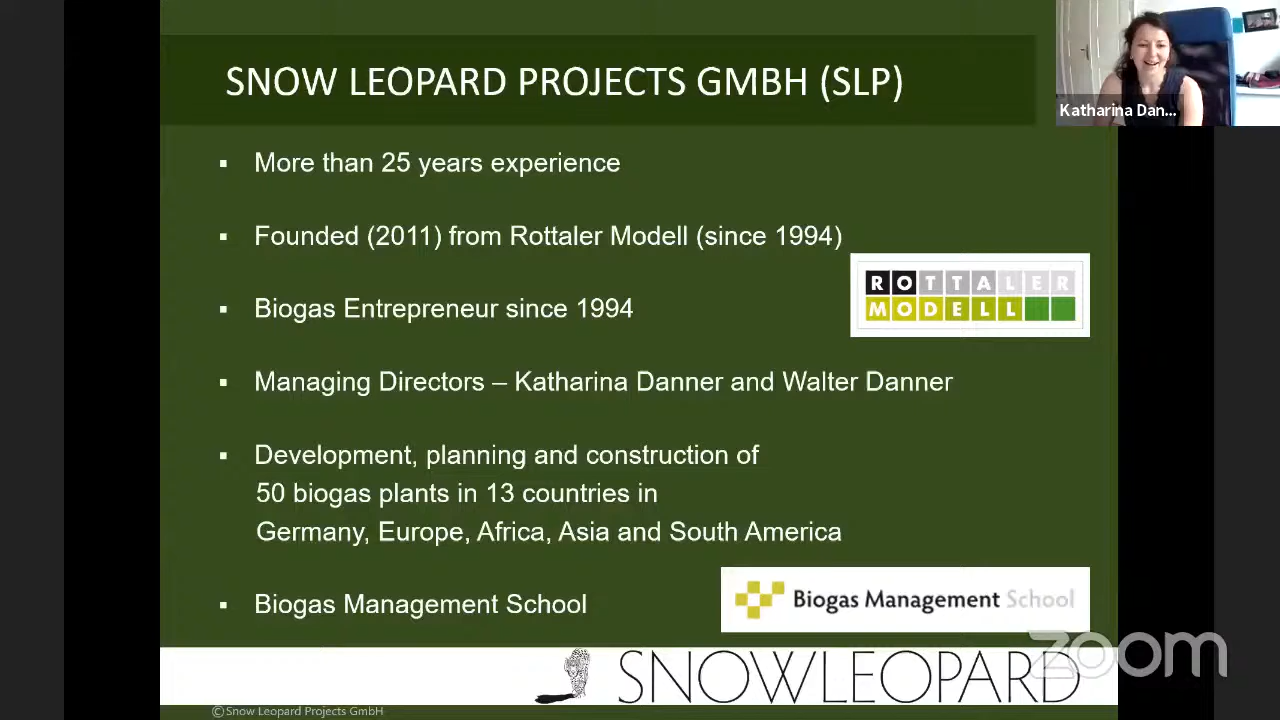 SNOW LEOPARD PROJECTS GMBH (SLP)
Katharina Dan...
▪ More than 25 years experience
▪ Founded (2011) from Rottaler Modell (since 1994)
ROTTALER
MODELL
▪ Biogas Entrepreneur since 1994
▪ Managing Directors – Katharina Danner and Walter Danner
▪ Development, planning and construction of
50 biogas plants in 13 countries in
Germany, Europe, Africa, Asia and South America
▪ Biogas Management School
Biogas Management School
zoom
SNOWLEOPARD
©Snow Leopard Projects GmbH